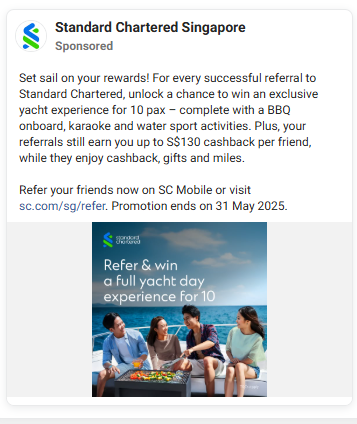 Standard Chartered Singapore
Sponsored
Set sail on your rewards! For every successful referral to
Standard Chartered, unlock a chance to win an exclusive
yacht experience for 10 pax – complete with a BBQ
onboard, karaoke and water sport activities. Plus, your
referrals still earn you up to S$130 cashback per friend,
while they enjoy cashback, gifts and miles.
Refer your friends now on SC Mobile or visit
sc.com/sg/refer. Promotion ends on 31 May 2025.
standard
chartered
Refer & win
a full yacht day
experience for 10